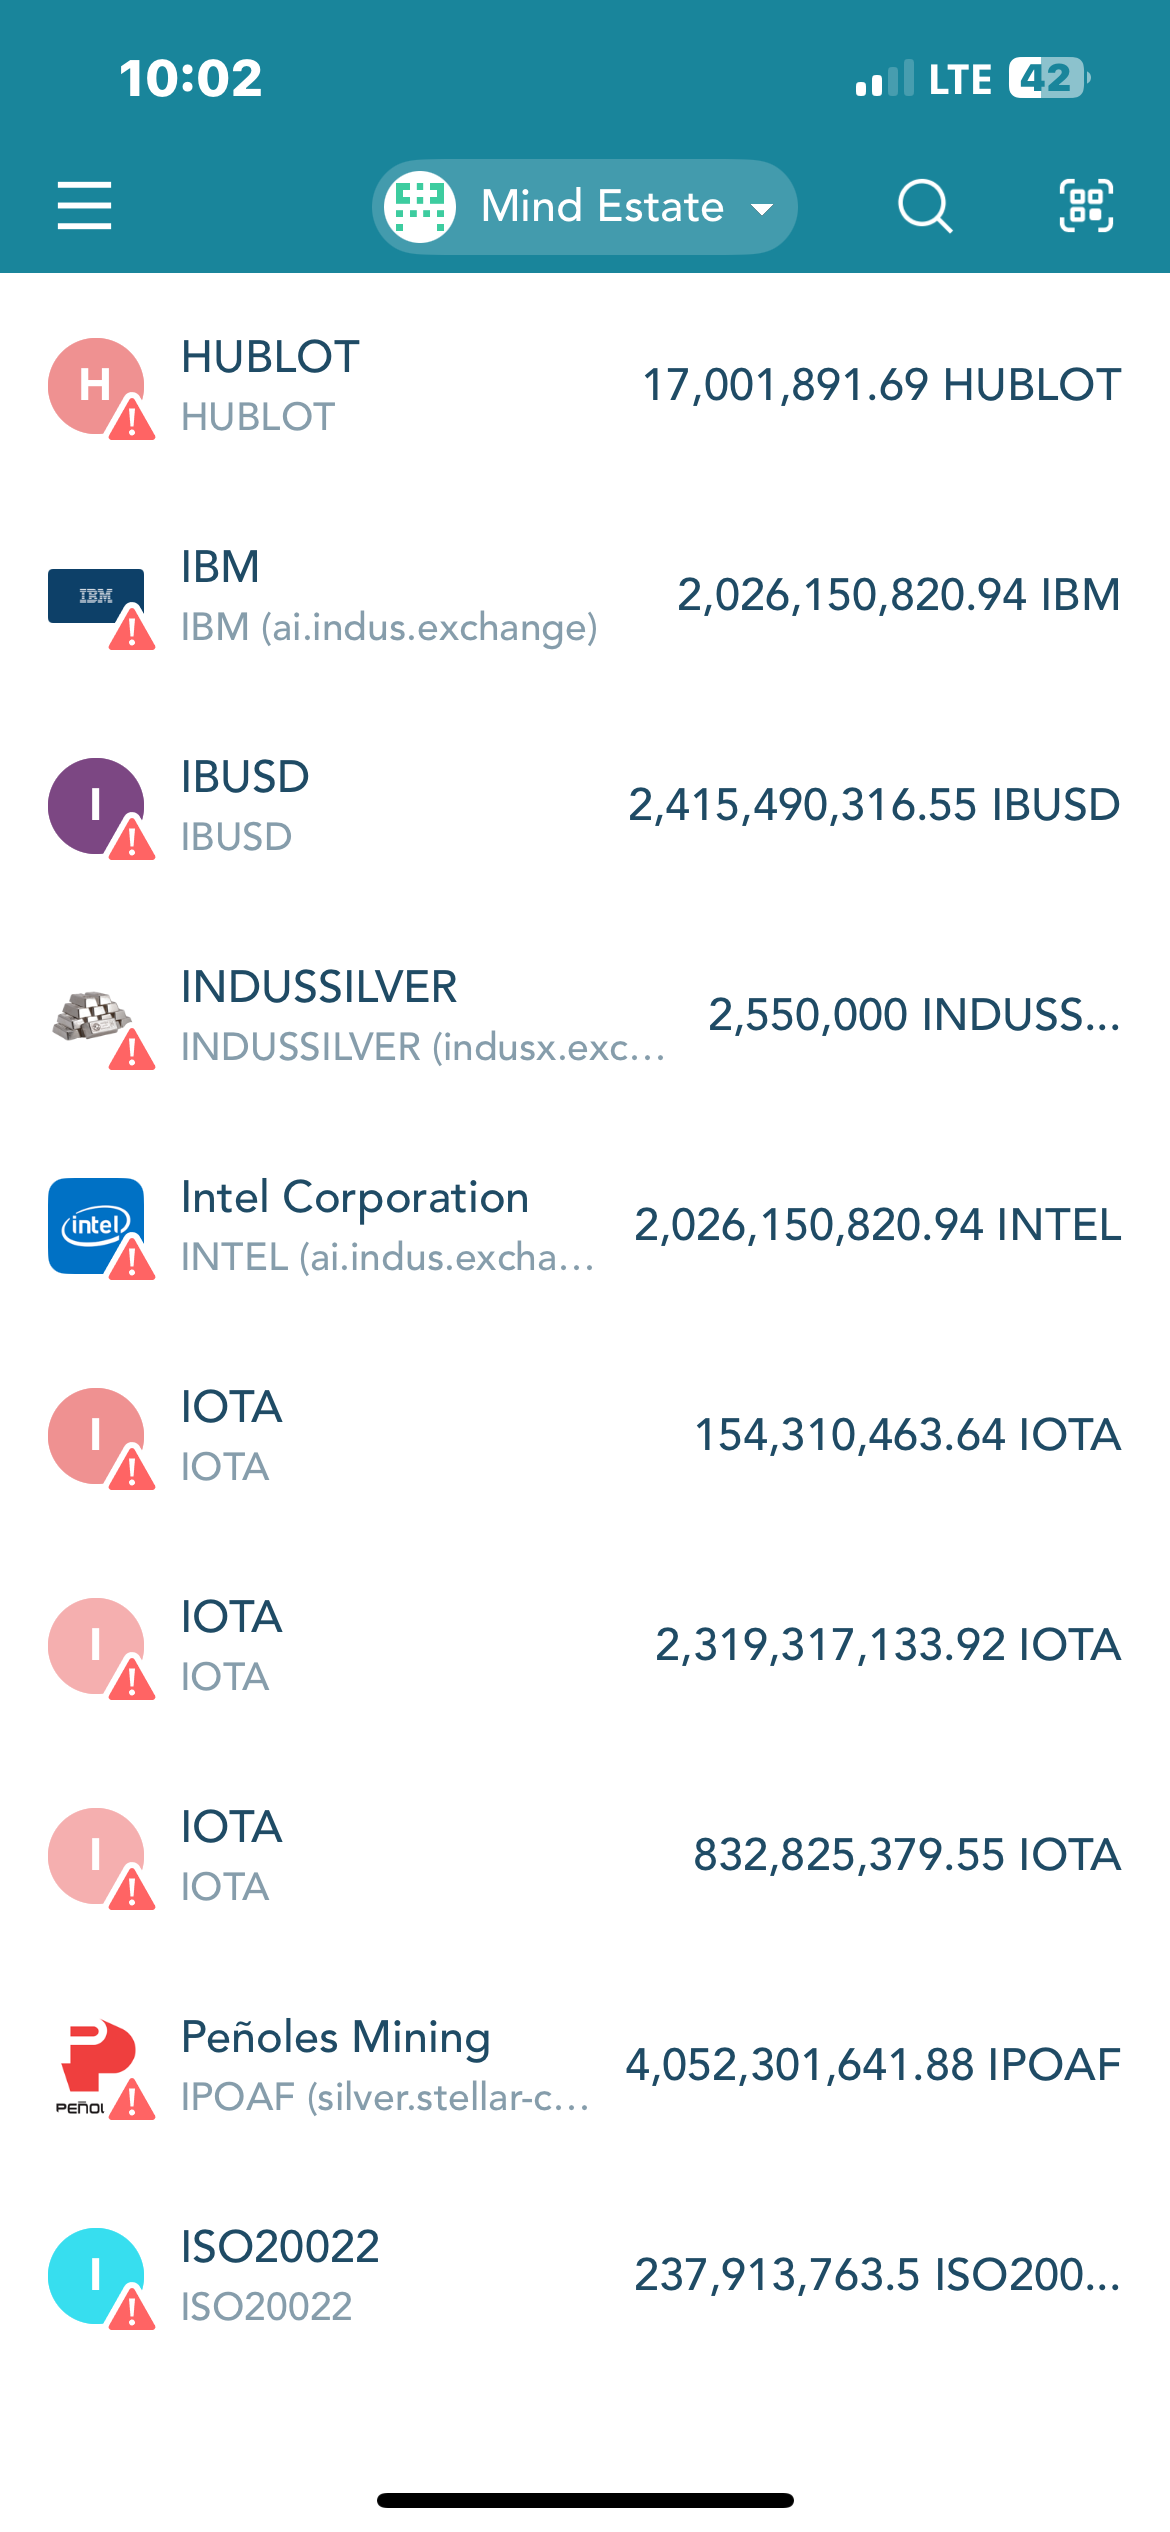 10:02
LTE 42
Mind Estate
H
HUBLOT
HUBLOT
17,001,891.69 HUBLOT
IBM
IBM
IBM (ai.indus.exchange)
2,026,150,820.94 IBM
I
IBUSD
IBUSD
2,415,490,316.55 IBUSD
INDUSSILVER
INDUSSILVER (indusx.exc...
2,550,000 INDUSS...
intel
Intel Corporation
INTEL (ai.indus.excha...
2,026,150,820.94 INTEL
I
IOTA
IOTA
154,310,463.64 IOTA
I
IOTA
IOTA
2,319,317,133.92 IOTA
I
IOTA
IOTA
832,825,379.55 IOTA
PEÑOL
Peñoles Mining
IPOAF (silver.stellar-c...
4,052,301,641.88 IPOAF
I
ISO20022
ISO20022
237,913,763.5 ISO200...